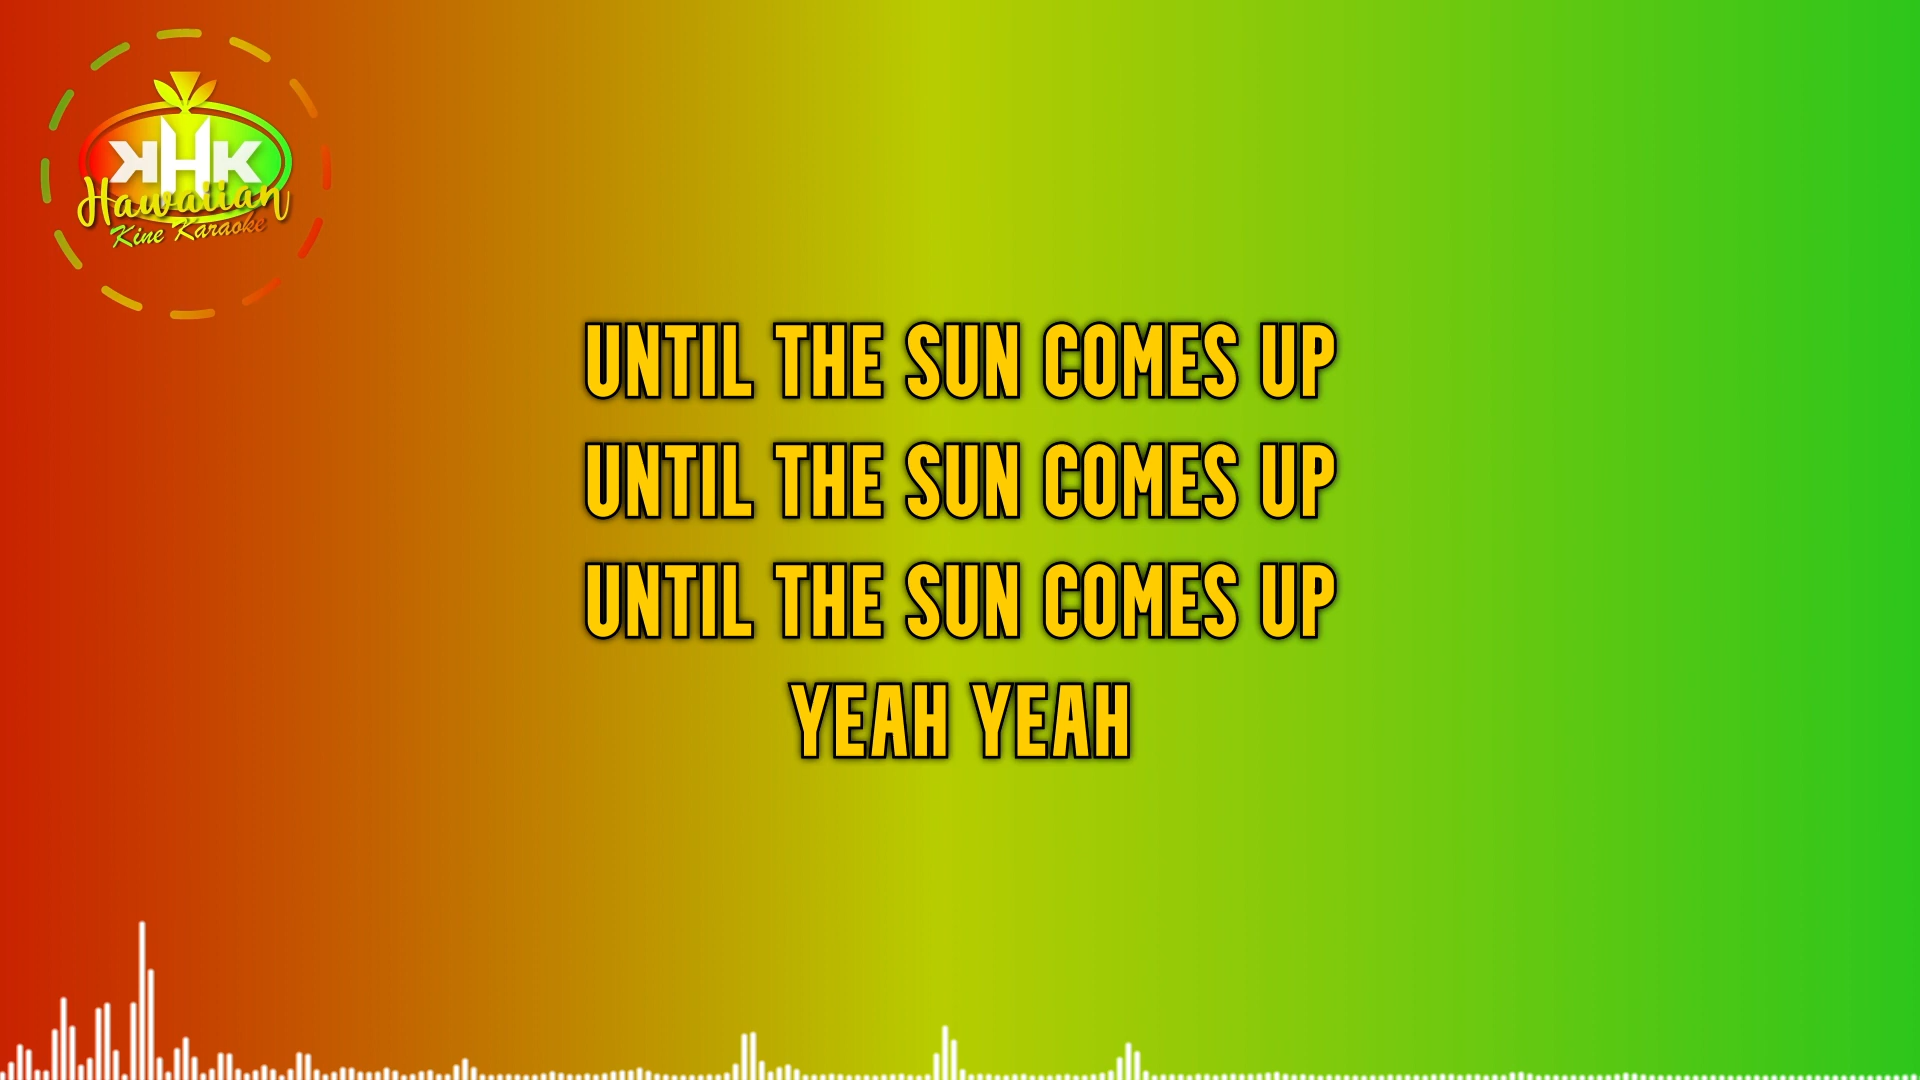 KHK
Hawaiian
Kine Karaoke
UNTIL THE SUN COMES UP
UNTIL THE SUN COMES UP
UNTIL THE SUN COMES UP
YEAH YEAH